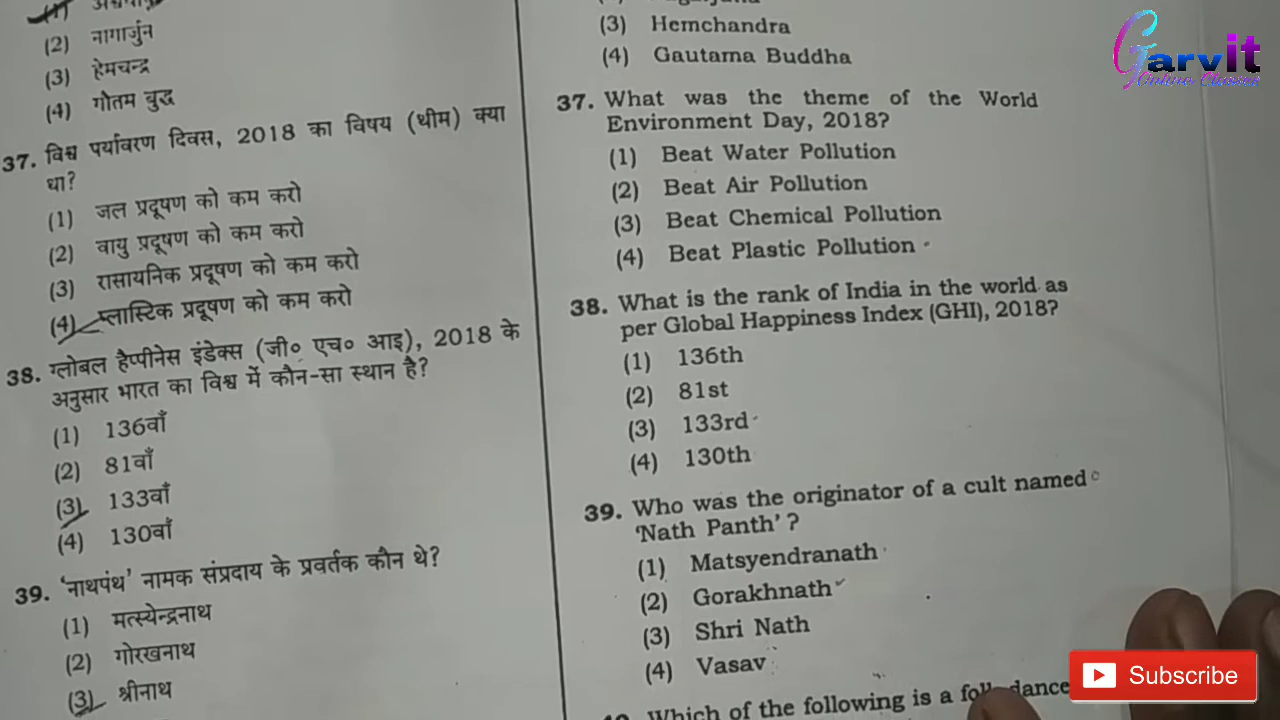 (2) नागार्जुन
(3) हेमचन्द्र
(4) गौतम बुद्ध
37. विश्व पर्यावरण दिवस, 2018 का विषय (थीम) क्या
था?
(1) जल प्रदूषण को कम करो
(2) वायु प्रदूषण को कम करो
(3) रासायनिक प्रदूषण को कम करो
(4) प्लास्टिक प्रदूषण को कम करो
38. ग्लोबल हैप्पीनेस इंडेक्स (जी० एच० आइ), 2018 के
अनुसार भारत का विश्व में कौन-सा स्थान है?
(1) 136वाँ
(2) 81वाँ
(3) 133वाँ
(4) 130वाँ
39. 'नाथपंथ' नामक संप्रदाय के प्रवर्तक कौन थे?
(1) मत्स्येन्द्रनाथ
(2) गोरखनाथ
(3) श्रीनाथ
(3) Hemchandra
(4) Gautama Buddha
37. What was the theme of the World
Environment Day, 2018?
(1) Beat Water Pollution
(2) Beat Air Pollution
(3) Beat Chemical Pollution
(4) Beat Plastic Pollution
38. What is the rank of India in the world as
per Global Happiness Index (GHI), 2018?
(1) 136th
(2) 81st
(3) 133rd
(4) 130th
39. Who was the originator of a cult named
'Nath Panth' ?
(1) Matsyendranath
(2) Gorakhnath
(3) Shri Nath
(4) Vasav
Which of the following is a folk dance
Garvit
Online Classes
Subscribe